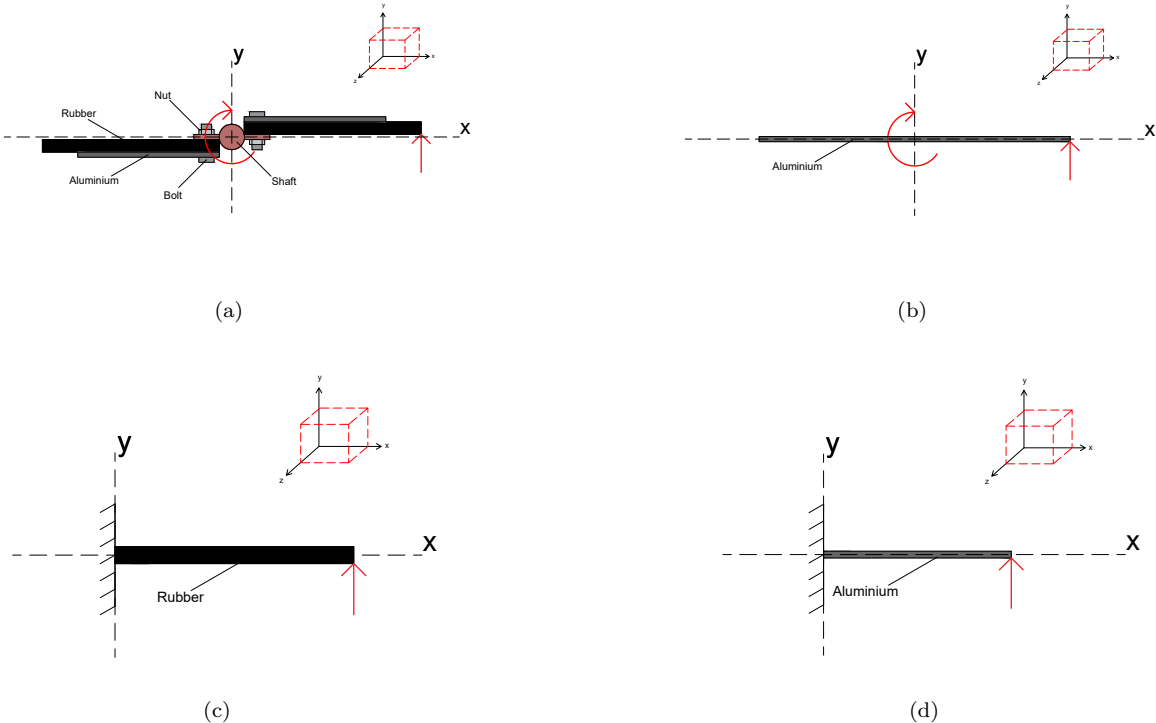 y
y
x
z
Nut
Rubber
x
Aluminium
Bolt
Shaft
(a)
y
y
x
z
x
Aluminium
(b)
y
y
x
z
x
Rubber
(c)
y
y
x
z
x
Aluminium
(d)